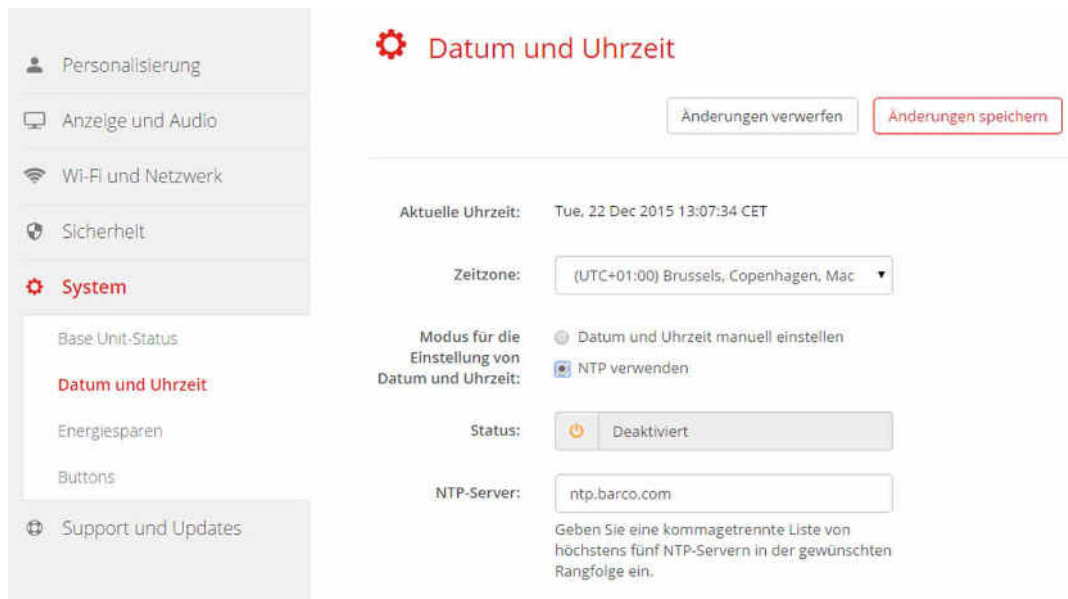 Personalisierung
Anzeige und Audio
Wi-Fi und Netzwerk
Sicherheit
System
Base Unit-Status
Datum und Uhrzeit
Energiesparen
Buttons
Support und Updates
Datum und Uhrzeit
Änderungen verwerfen
Änderungen speichern
Aktuelle Uhrzeit: Tue, 22 Dec 2015 13:07:34 CET
Zeitzone: (UTC+01:00) Brussels, Copenhagen, Mac
Modus für die
Einstellung von
Datum und Uhrzeit:
Datum und Uhrzeit manuell einstellen
NTP verwenden
Status: Deaktiviert
NTP-Server: ntp.barco.com
Geben Sie eine kommagetrennte Liste von
höchstens fünf NTP-Servern in der gewünschten
Rangfolge ein.